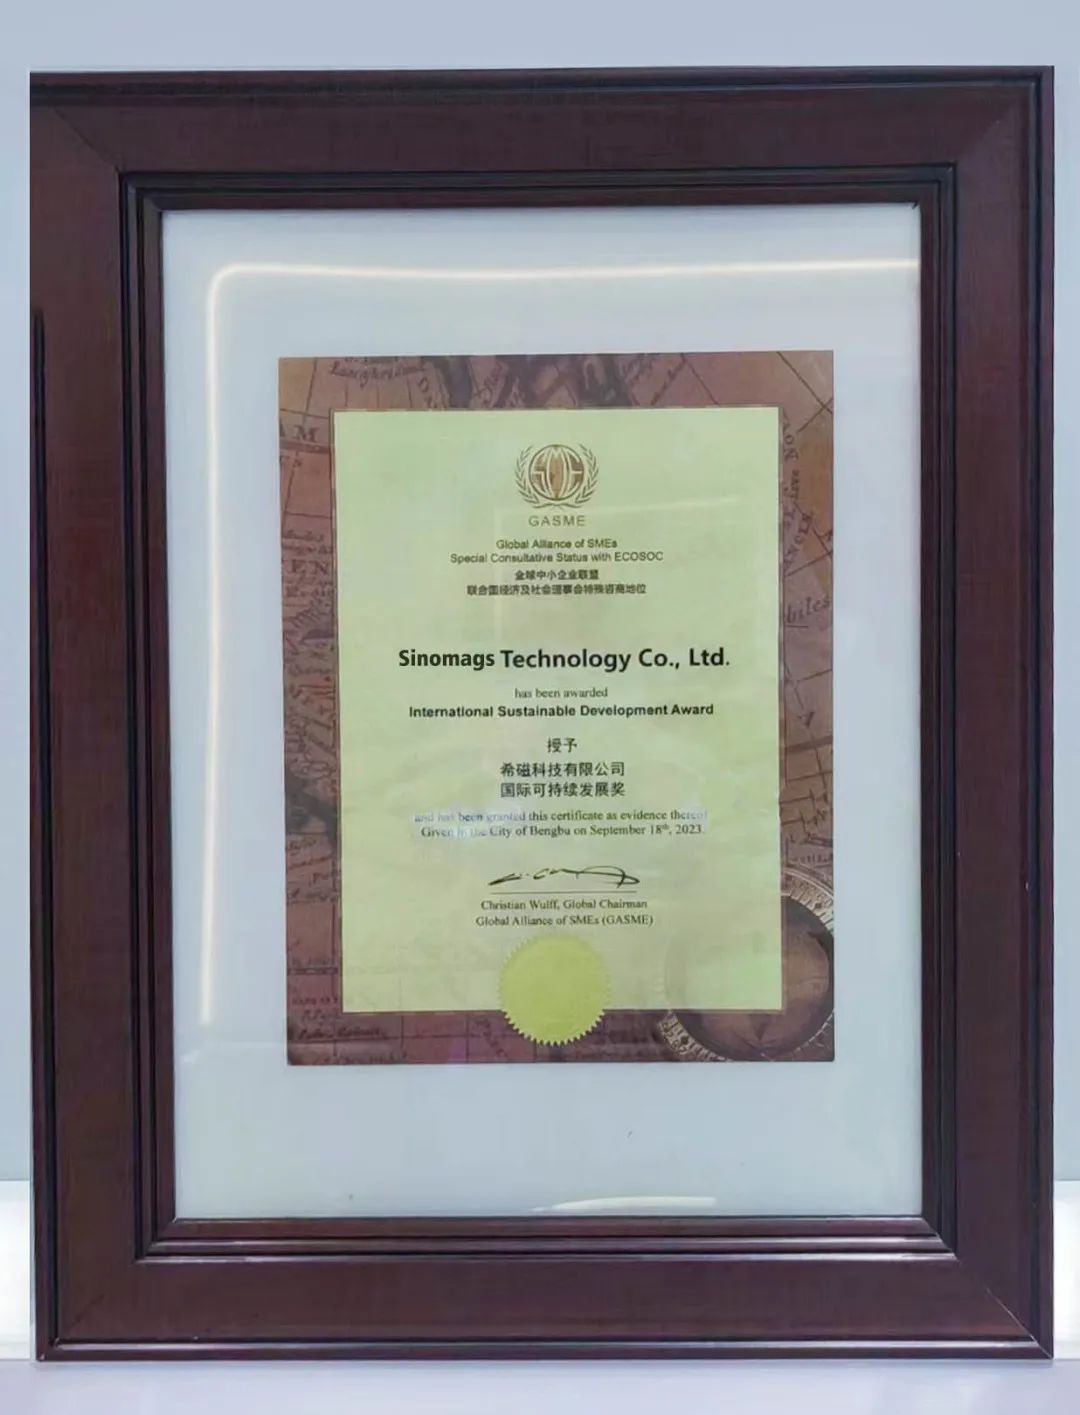 GASME
Global Alliance of SMEs
Special Consultative Status with ECOSOC
全球中小企业联盟
联合国经济及社会理事会特殊咨商地位
Sinomags Technology Co., Ltd.
has been awarded
International Sustainable Development Award
授予
希磁科技有限公司
国际可持续发展奖
and has been granted this certificate as evidence thereof
Given in the City of Bengbu on September 18th, 2023.
Christian Wulff, Global Chairman
Global Alliance of SMEs (GASME)